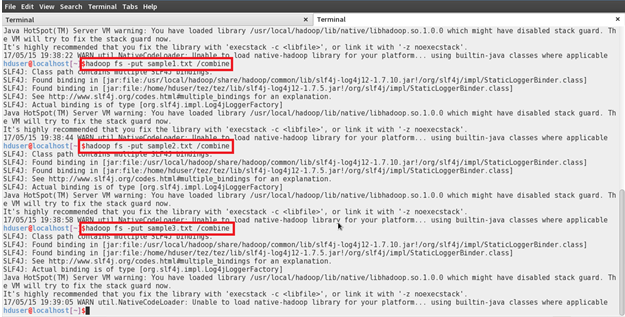 File Edit View Search Terminal Tabs Help
Terminal × Terminal ×
Java HotSpot(TM) Server VM warning: You have loaded library /usr/local/hadoop/lib/native/libhadoop.so.1.0.0 which might have disabled stack guard. Th
e VM will try to fix the stack guard now.
It's highly recommended that you fix the library with 'execstack -c <libfile>', or link it with '-z noexecstack'.
17/05/15 19:38:22 WARN util.NativeCodeLoader: Unable to load native-hadoop library for your platform... using builtin-java classes where applicable
hduser@localhost[~]$hadoop fs -put sample1.txt /combine
SLF4J: Class path contains multiple SLF4J bindings.
SLF4J: Found binding in [jar:file:/usr/local/hadoop/share/hadoop/common/lib/slf4j-log4j12-1.7.10.jar!/org/slf4j/impl/StaticLoggerBinder.class]
SLF4J: Found binding in [jar:file:/home/hduser/tez/tez/lib/slf4j-log4j12-1.7.5.jar!/org/slf4j/impl/StaticLoggerBinder.class]
SLF4J: See http://www.slf4j.org/codes.html#multiple_bindings for an explanation.
SLF4J: Actual binding is of type [org.slf4j.impl.Log4jLoggerFactory]
Java HotSpot(TM) Server VM warning: You have loaded library /usr/local/hadoop/lib/native/libhadoop.so.1.0.0 which might have disabled stack guard. Th
e VM will try to fix the stack guard now.
It's highly recommended that you fix the library with 'execstack -c <libfile>', or link it with '-z noexecstack'.
17/05/15 19:38:44 WARN util.NativeCodeLoader: Unable to load native-hadoop library for your platform... using builtin-java classes where applicable
hduser@localhost[~]$hadoop fs -put sample2.txt /combine
SLF4J: Class path contains multiple SLF4J bindings.
SLF4J: Found binding in [jar:file:/usr/local/hadoop/share/hadoop/common/lib/slf4j-log4j12-1.7.10.jar!/org/slf4j/impl/StaticLoggerBinder.class]
SLF4J: Found binding in [jar:file:/home/hduser/tez/tez/lib/slf4j-log4j12-1.7.5.jar!/org/slf4j/impl/StaticLoggerBinder.class]
SLF4J: See http://www.slf4j.org/codes.html#multiple_bindings for an explanation.
SLF4J: Actual binding is of type [org.slf4j.impl.Log4jLoggerFactory]
Java HotSpot(TM) Server VM warning: You have loaded library /usr/local/hadoop/lib/native/libhadoop.so.1.0.0 which might have disabled stack guard. Th
e VM will try to fix the stack guard now.
It's highly recommended that you fix the library with 'execstack -c <libfile>', or link it with '-z noexecstack'.
17/05/15 19:38:58 WARN util.NativeCodeLoader: Unable to load native-hadoop library for your platform... using builtin-java classes where applicable
hduser@localhost[~]$hadoop fs -put sample3.txt /combine
SLF4J: Class path contains multiple SLF4J bindings.
SLF4J: Found binding in [jar:file:/usr/local/hadoop/share/hadoop/common/lib/slf4j-log4j12-1.7.10.jar!/org/slf4j/impl/StaticLoggerBinder.class]
SLF4J: Found binding in [jar:file:/home/hduser/tez/tez/lib/slf4j-log4j12-1.7.5.jar!/org/slf4j/impl/StaticLoggerBinder.class]
SLF4J: See http://www.slf4j.org/codes.html#multiple_bindings for an explanation.
SLF4J: Actual binding is of type [org.slf4j.impl.Log4jLoggerFactory]
Java HotSpot(TM) Server VM warning: You have loaded library /usr/local/hadoop/lib/native/libhadoop.so.1.0.0 which might have disabled stack guard. Th
e VM will try to fix the stack guard now.
It's highly recommended that you fix the library with 'execstack -c <libfile>', or link it with '-z noexecstack'.
17/05/15 19:39:05 WARN util.NativeCodeLoader: Unable to load native-hadoop library for your platform... using builtin-java classes where applicable
hduser@localhost[~]$